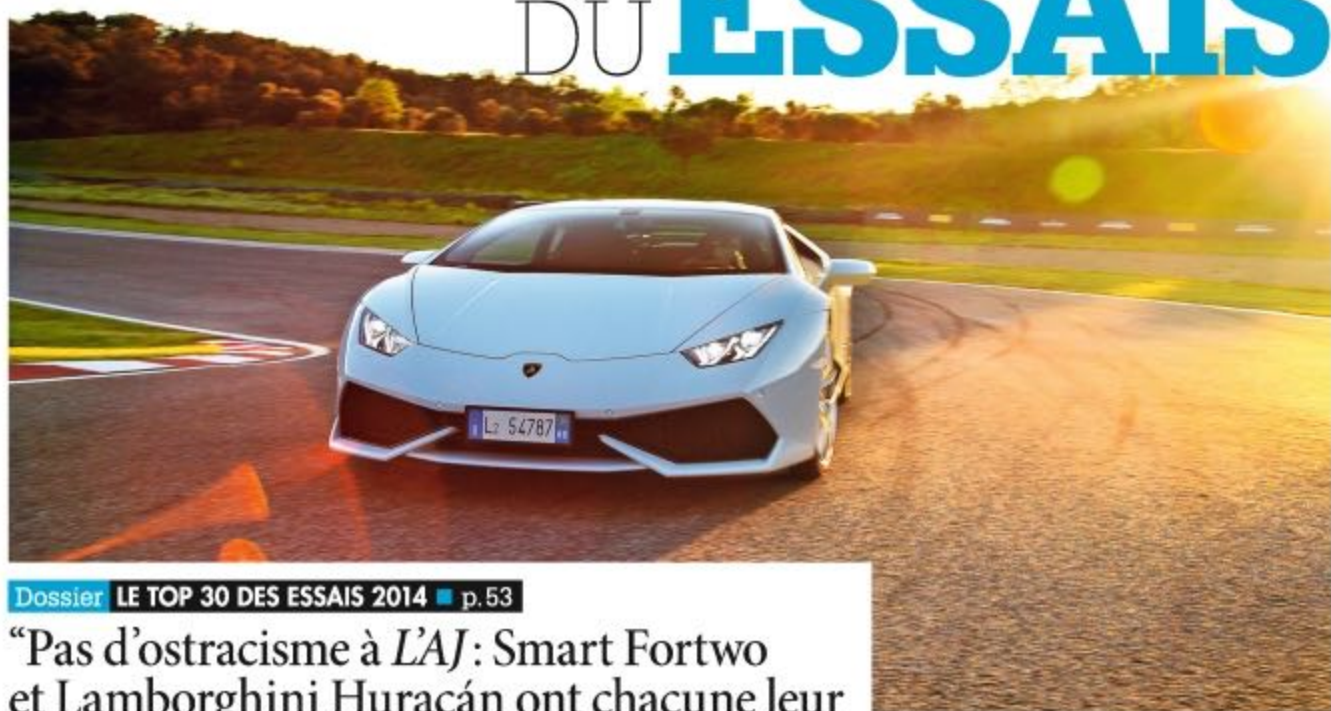 DU ESSAIS
L2 54787
Dossier LE TOP 30 DES ESSAIS 2014 ■ p. 53
“Pas d’ostracisme à L’AJ : Smart Fortwo
et Lamborghini Huracán ont chacune leur